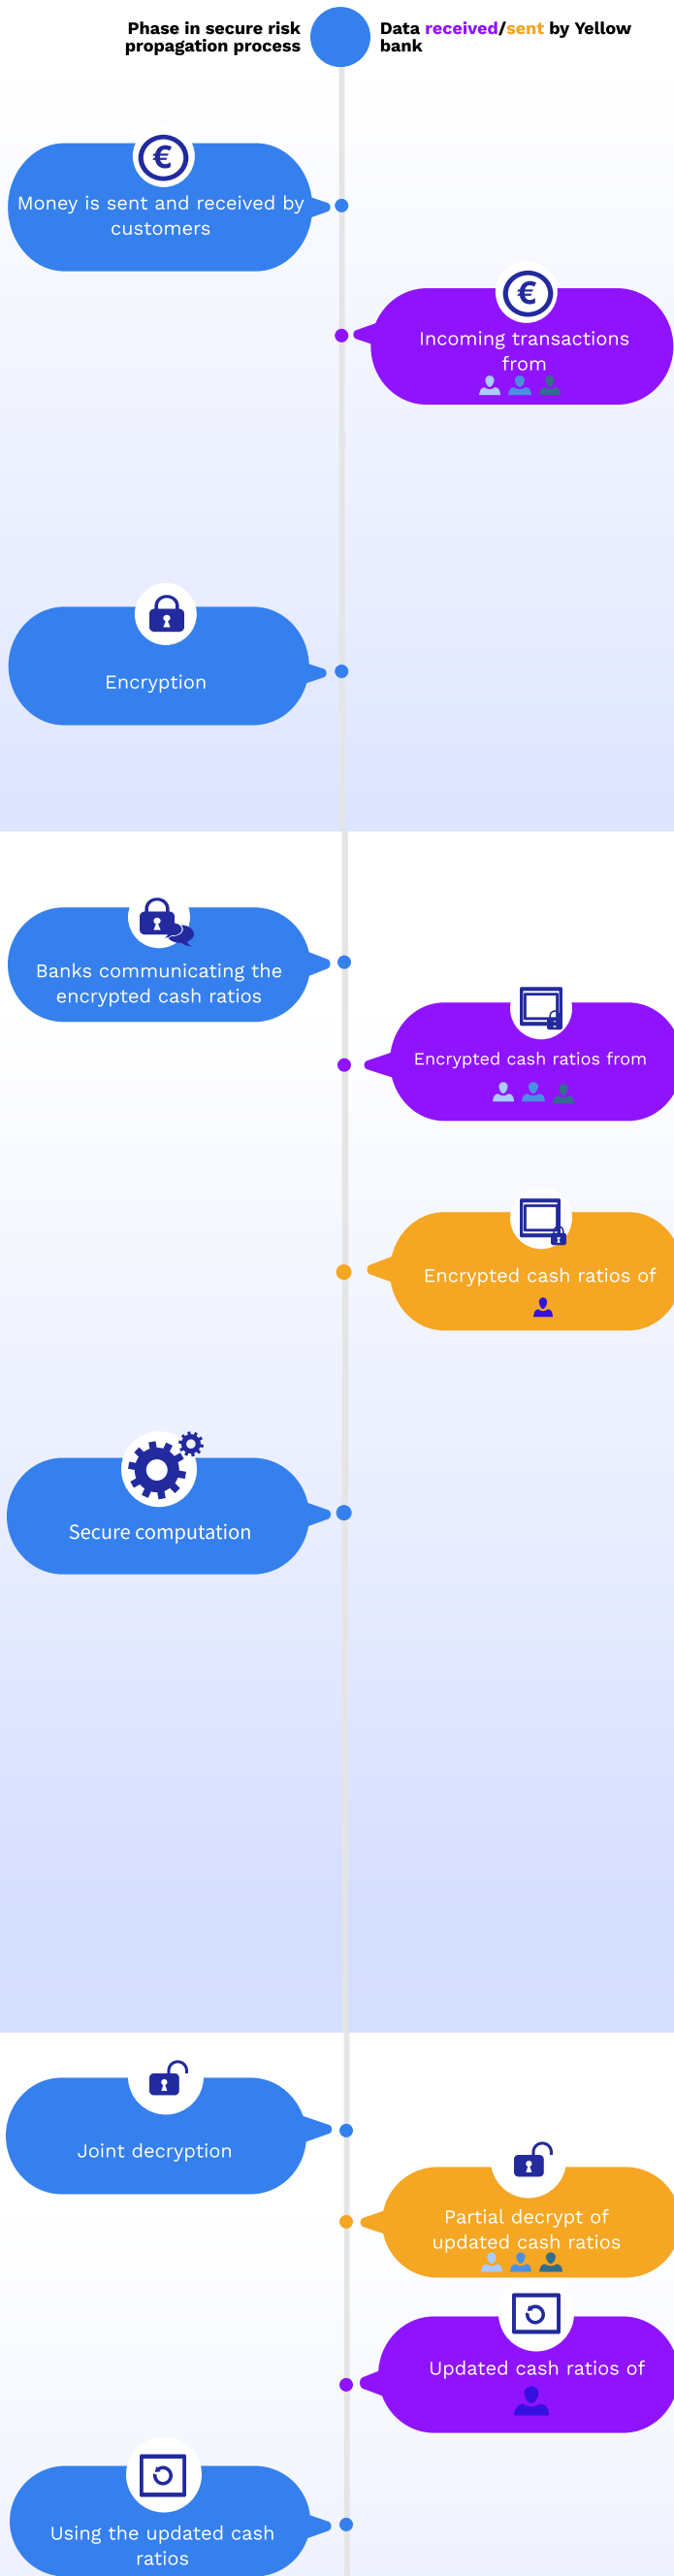 Phase in secure risk
propagation process
Data received/sent by Yellow
bank
€
Money is sent and received by
customers
€
Incoming transactions
from
Encryption
Banks communicating the
encrypted cash ratios
Encrypted cash ratios from
Encrypted cash ratios of
Secure computation
Joint decryption
Partial decrypt of
updated cash ratios
Updated cash ratios of
Using the updated cash
ratios